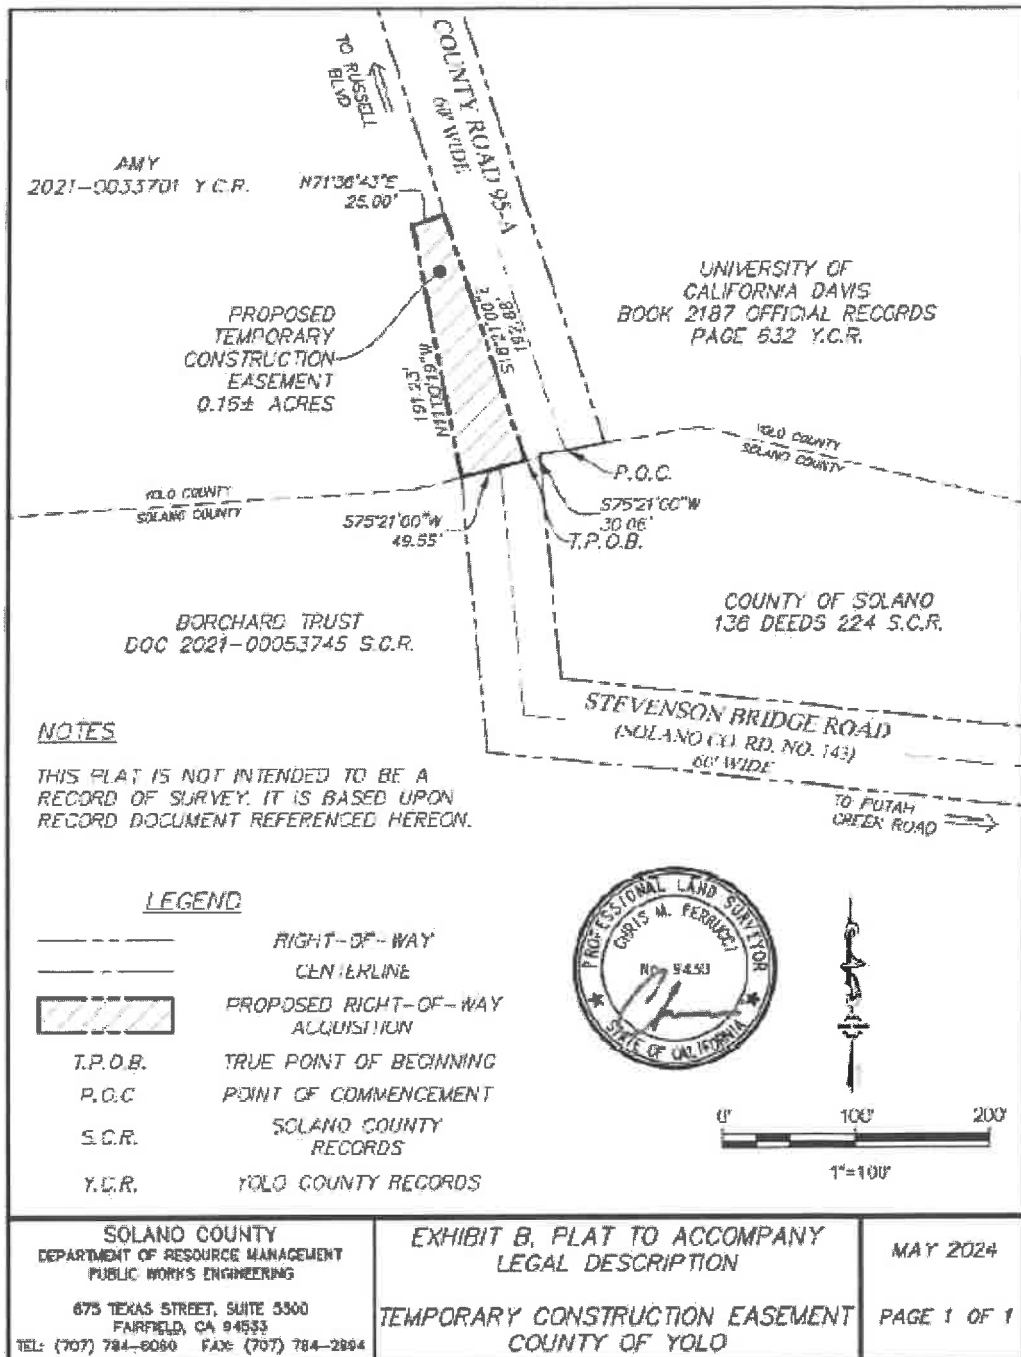 TO RUSSELL
BLVD
COUNTY ROAD 95-A
60' WIDE
AMY
2021-0033701 Y.C.R.
N71°36'43"E
25.00'
UNIVERSITY OF
CALIFORNIA DAVIS
BOOK 2187 OFFICIAL RECORDS
PAGE 632 Y.C.R.
PROPOSED
TEMPORARY
CONSTRUCTION
EASEMENT
0.15± ACRES
191.23'
N11°00'19"W
197.88'
YOLO COUNTY
SOLANO COUNTY
YOLO COUNTY
SOLANO COUNTY
P.O.C.
S75°21'00"W
30.06'
T.P.O.B.
S75°21'00"W
49.55'
BORCHARD TRUST
DOC 2021-00053745 S.C.R.
COUNTY OF SOLANO
136 DEEDS 224 S.C.R.
STEVENSON BRIDGE ROAD
(SOLANO CO. RD. NO. 143)
60' WIDE
TO PUTAH
CREEK ROAD
NOTES
THIS PLAT IS NOT INTENDED TO BE A
RECORD OF SURVEY. IT IS BASED UPON
RECORD DOCUMENT REFERENCED HEREON.
LEGEND
RIGHT-OF-WAY
CENTERLINE
PROPOSED RIGHT-OF-WAY
ACQUISITION
T.P.O.B. TRUE POINT OF BEGINNING
P.O.C POINT OF COMMENCEMENT
S.C.R. SOLANO COUNTY
RECORDS
Y.C.R. YOLO COUNTY RECORDS
PROFESSIONAL LAND SURVEYOR
CHRIS M. FERRUCCI
No. 9430
STATE OF CALIFORNIA
0' 100' 200'
1"=100'
SOLANO COUNTY
DEPARTMENT OF RESOURCE MANAGEMENT
PUBLIC WORKS ENGINEERING
675 TEXAS STREET, SUITE 5500
FAIRFIELD, CA 94533
TEL: (707) 784-6060 FAX: (707) 784-2894
EXHIBIT B, PLAT TO ACCOMPANY
LEGAL DESCRIPTION
TEMPORARY CONSTRUCTION EASEMENT
COUNTY OF YOLO
MAY 2024
PAGE 1 OF 1